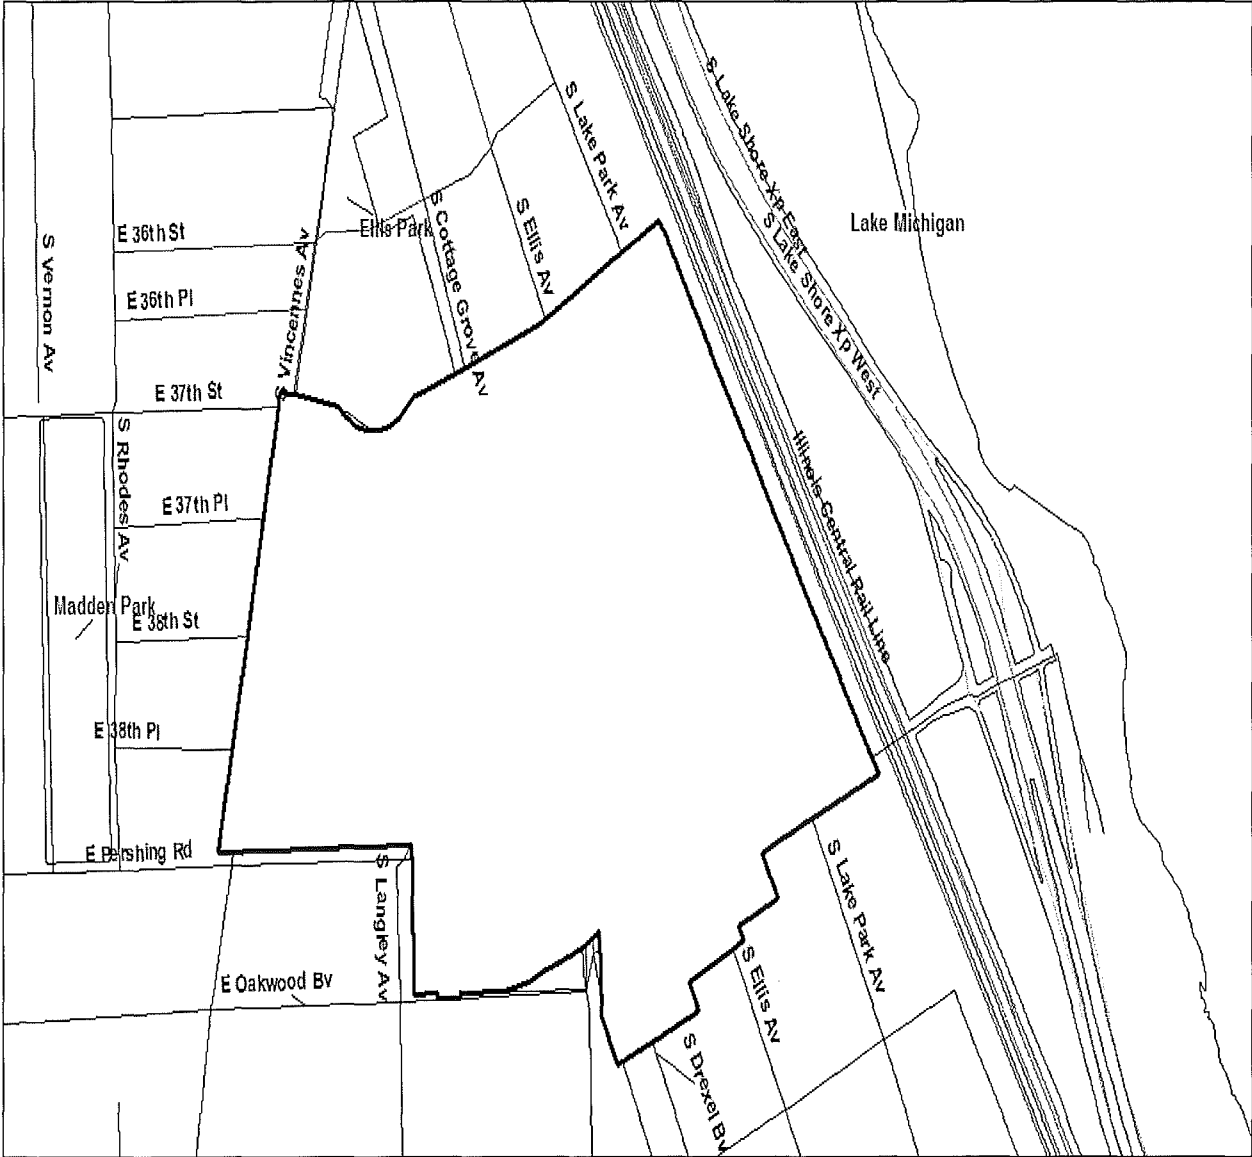 S Lake Shore Xp East
S Lake Park Av
S Ellis Av
S Cottage Grove Av
Ellis Park
Lake Michigan
S Lake Shore Xp West
E 36th St
S Vernon Av
S Vincennes Av
E 36th Pl
E 37th St
S Rhodes Av
E 37th Pl
Illinois Central Rail Line
Madden Park
E 38th St
E 38th Pl
E Pershing Rd
S Langley Av
S Lake Park Av
S Ellis Av
E Oakwood Bv
S Drexel Bv